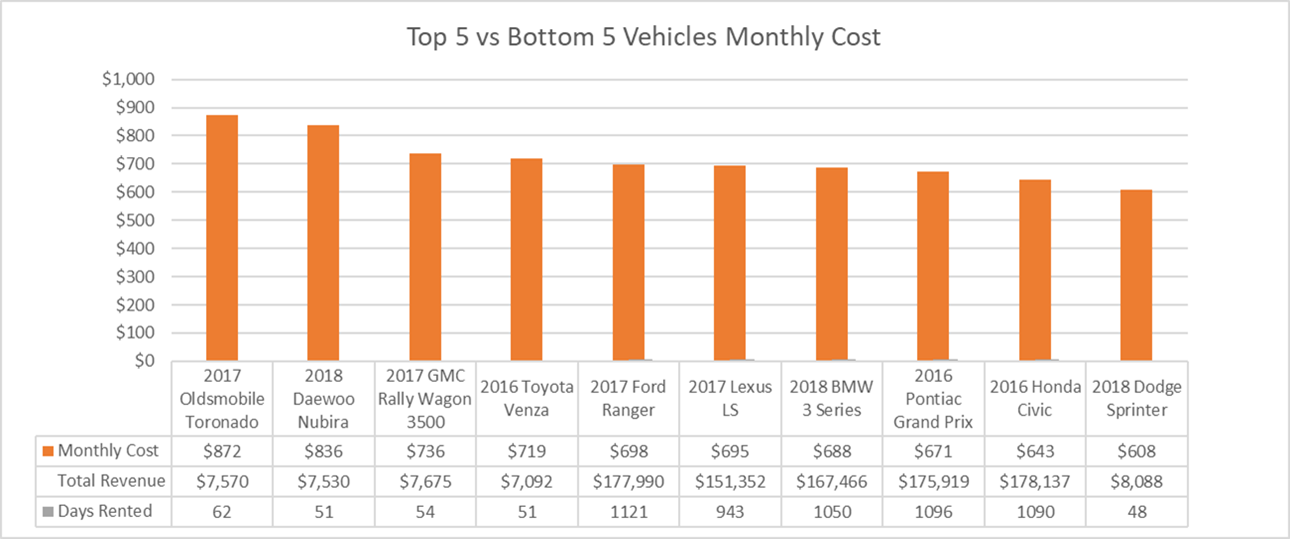 Top 5 vs Bottom 5 Vehicles Monthly Cost
$1,000
$900
$800
$700
$600
$500
$400
$300
$200
$100
$0
2017 Oldsmobile Toronado
2018 Daewoo Nubira
2017 GMC Rally Wagon 3500
2016 Toyota Venza
2017 Ford Ranger
2017 Lexus LS
2018 BMW 3 Series
2016 Pontiac Grand Prix
2016 Honda Civic
2018 Dodge Sprinter
Monthly Cost $872 $836 $736 $719 $698 $695 $688 $671 $643 $608
Total Revenue $7,570 $7,530 $7,675 $7,092 $177,990 $151,352 $167,466 $175,919 $178,137 $8,088
Days Rented 62 51 54 51 1121 943 1050 1096 1090 48